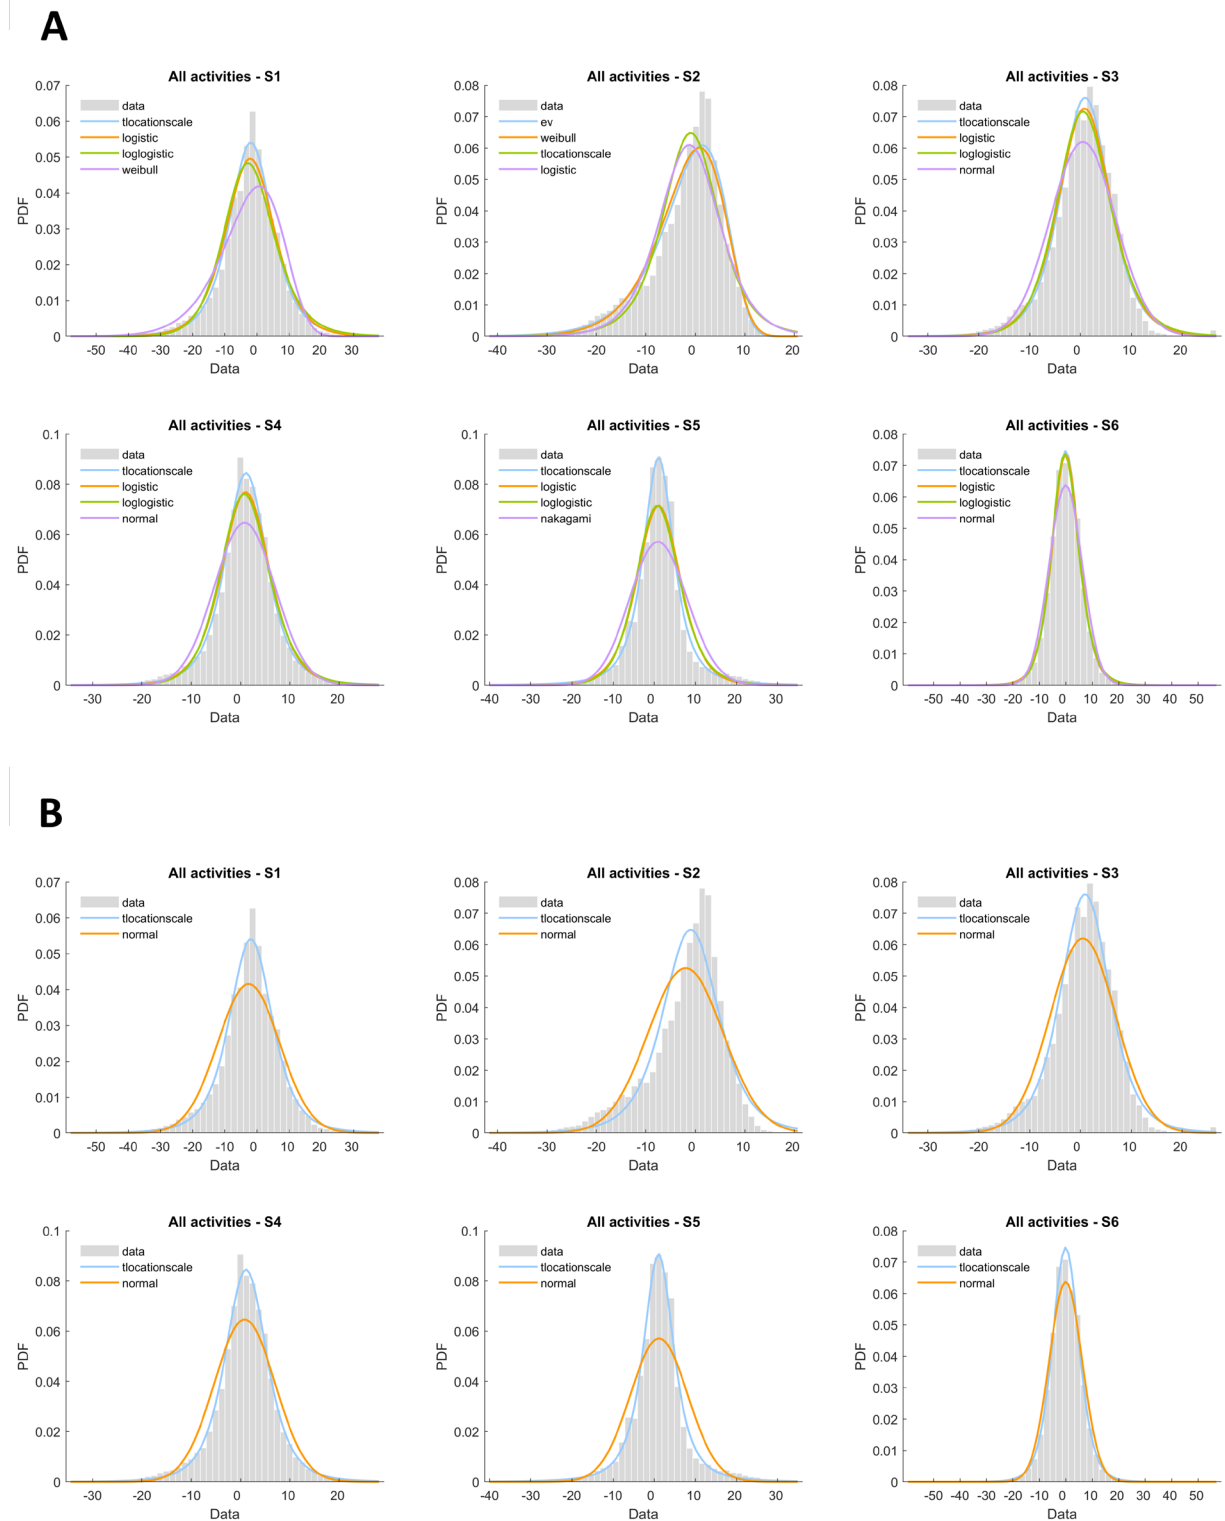 A
All activities - S1
0.07
0.06
0.05
0.04
0.03
0.02
0.01
0
PDF
data
tlocationscale
logistic
loglogistic
weibull
-50 -40 -30 -20 -10 0 10 20 30
Data
All activities - S2
0.08
0.07
0.06
0.05
0.04
0.03
0.02
0.01
0
PDF
data
ev
weibull
tlocationscale
logistic
-40 -30 -20 -10 0 10 20
Data
All activities - S3
0.08
0.07
0.06
0.05
0.04
0.03
0.02
0.01
0
PDF
data
tlocationscale
logistic
loglogistic
normal
-30 -20 -10 0 10 20
Data
All activities - S4
0.1
0.08
0.06
0.04
0.02
0
PDF
data
tlocationscale
logistic
loglogistic
normal
-30 -20 -10 0 10 20
Data
All activities - S5
0.1
0.08
0.06
0.04
0.02
0
PDF
data
tlocationscale
logistic
loglogistic
nakagami
-40 -30 -20 -10 0 10 20 30
Data
All activities - S6
0.08
0.07
0.06
0.05
0.04
0.03
0.02
0.01
0
PDF
data
tlocationscale
logistic
loglogistic
normal
-50 -40 -30 -20 -10 0 10 20 30 40 50
Data
B
All activities - S1
0.07
0.06
0.05
0.04
0.03
0.02
0.01
0
PDF
data
tlocationscale
normal
-50 -40 -30 -20 -10 0 10 20 30
Data
All activities - S2
0.08
0.07
0.06
0.05
0.04
0.03
0.02
0.01
0
PDF
data
tlocationscale
normal
-40 -30 -20 -10 0 10 20
Data
All activities - S3
0.08
0.07
0.06
0.05
0.04
0.03
0.02
0.01
0
PDF
data
tlocationscale
normal
-30 -20 -10 0 10 20
Data
All activities - S4
0.1
0.08
0.06
0.04
0.02
0
PDF
data
tlocationscale
normal
-30 -20 -10 0 10 20
Data
All activities - S5
0.1
0.08
0.06
0.04
0.02
0
PDF
data
tlocationscale
normal
-40 -30 -20 -10 0 10 20 30
Data
All activities - S6
0.08
0.07
0.06
0.05
0.04
0.03
0.02
0.01
0
PDF
data
tlocationscale
normal
-50 -40 -30 -20 -10 0 10 20 30 40 50
Data